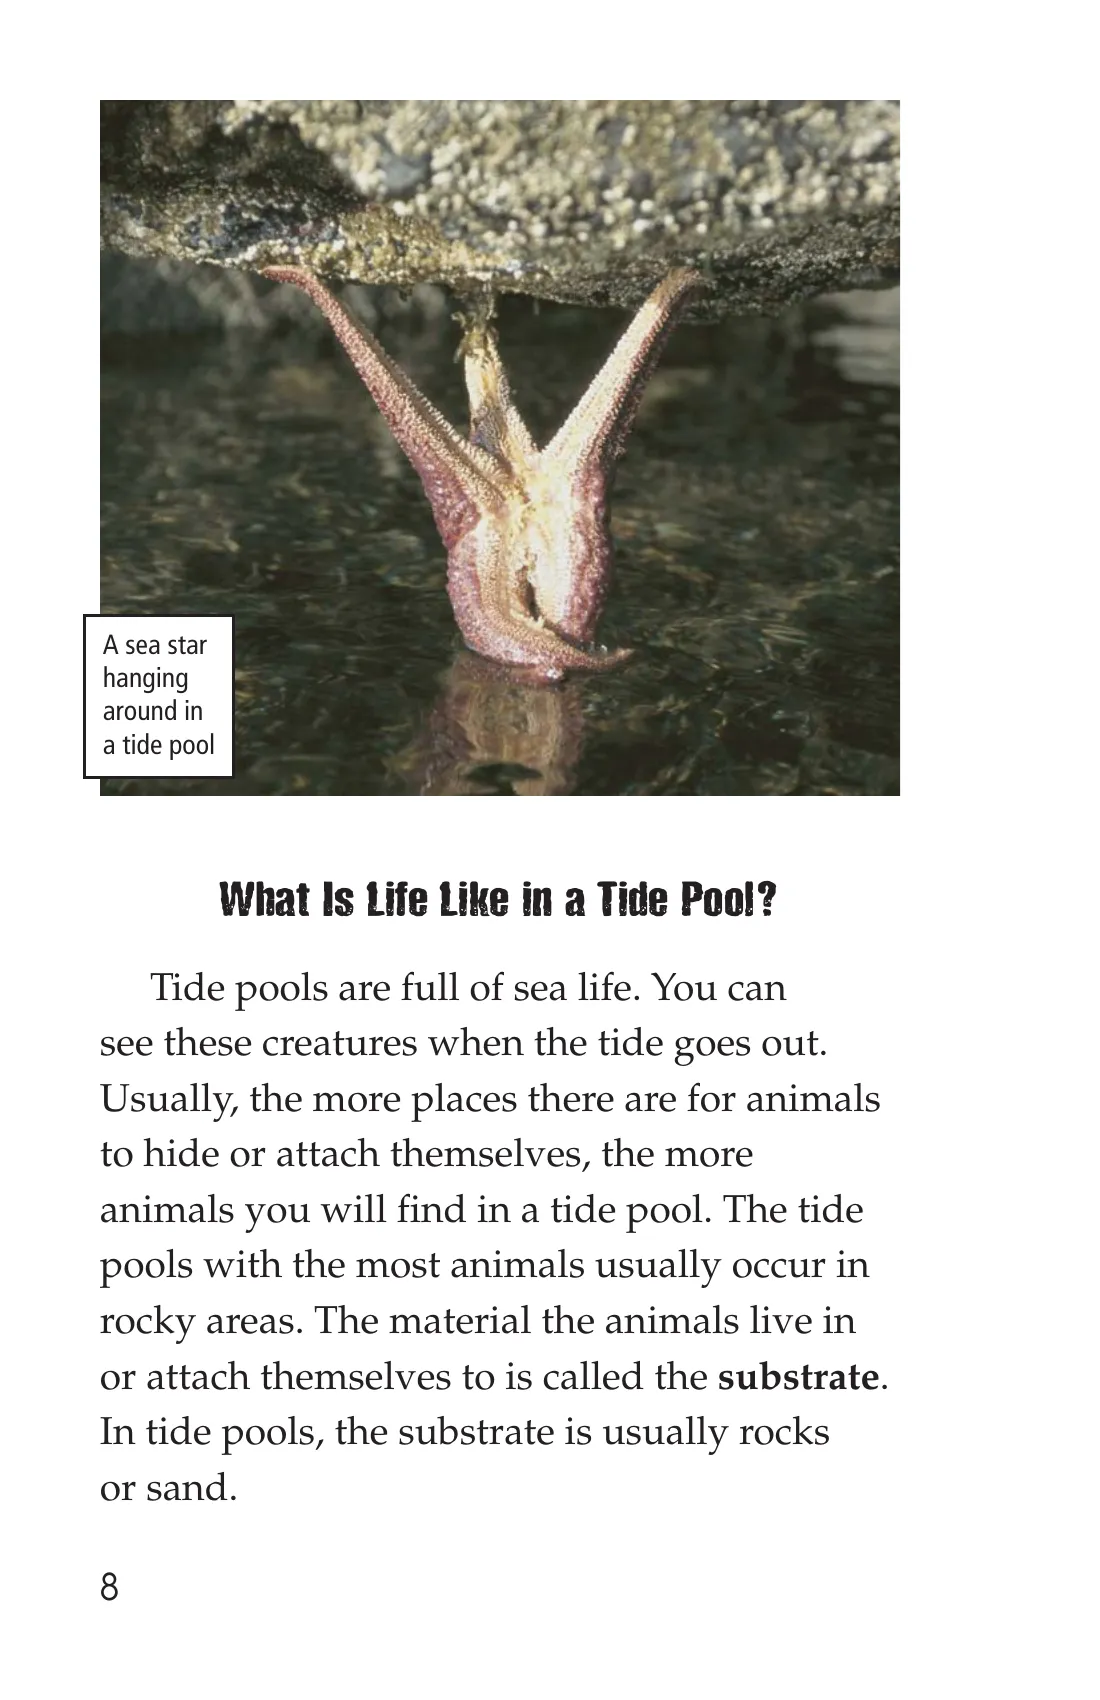 A sea star
hanging
around in
a tide pool
What Is Life Like in a Tide Pool?
Tide pools are full of sea life. You can
see these creatures when the tide goes out.
Usually, the more places there are for animals
to hide or attach themselves, the more
animals you will find in a tide pool. The tide
pools with the most animals usually occur in
rocky areas. The material the animals live in
or attach themselves to is called the substrate.
In tide pools, the substrate is usually rocks
or sand.
8